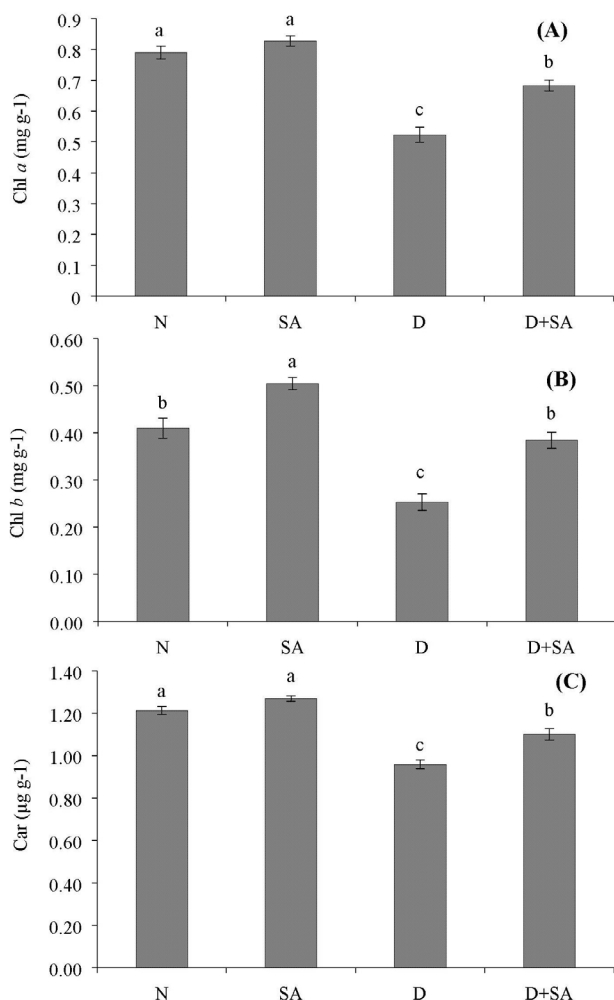 0.9
0.8
0.7
0.6
0.5
0.4
0.3
0.2
0.1
0
Chl a (mg g-1)
a
a
c
b
(A)
N SA D D+SA
0.60
0.50
0.40
0.30
0.20
0.10
0.00
Chl b (mg g-1)
b
a
c
b
(B)
N SA D D+SA
1.40
1.20
1.00
0.80
0.60
0.40
0.20
0.00
Car (µg g-1)
a
a
c
b
(C)
N SA D D+SA